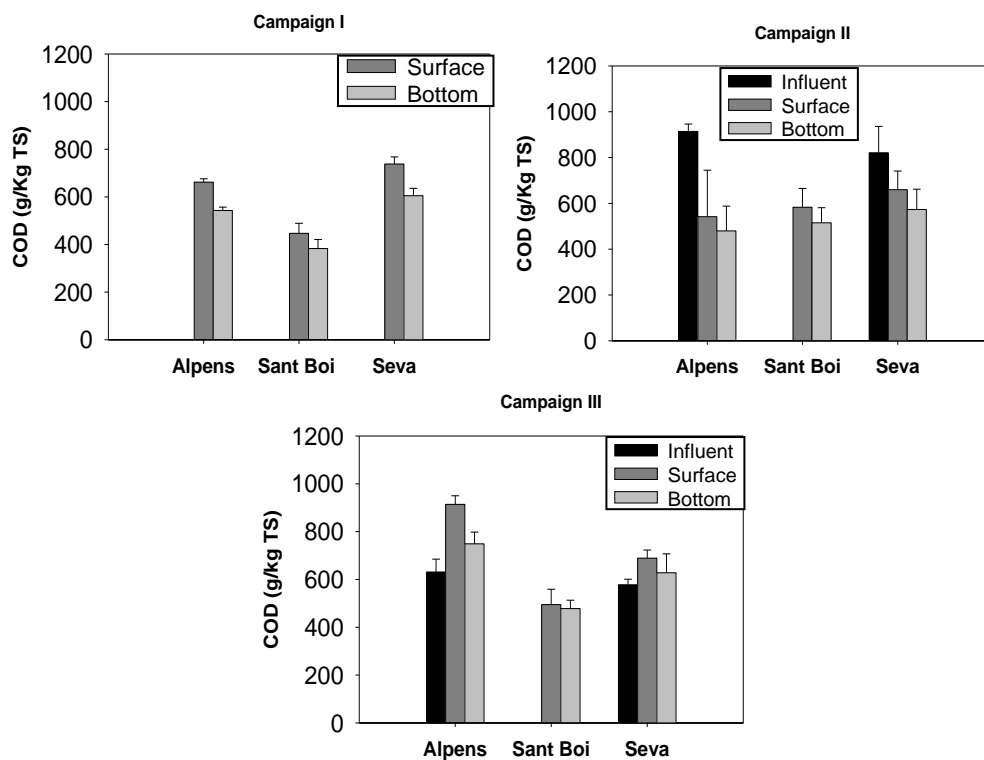 Campaign I
1200
1000
800
600
400
200
0
COD (g/Kg TS)
Surface
Bottom
Alpens Sant Boi Seva
Campaign II
1200
1000
800
600
400
200
0
COD (g/Kg TS)
Influent
Surface
Bottom
Alpens Sant Boi Seva
Campaign III
1200
1000
800
600
400
200
0
COD (g/kg TS)
Influent
Surface
Bottom
Alpens Sant Boi Seva